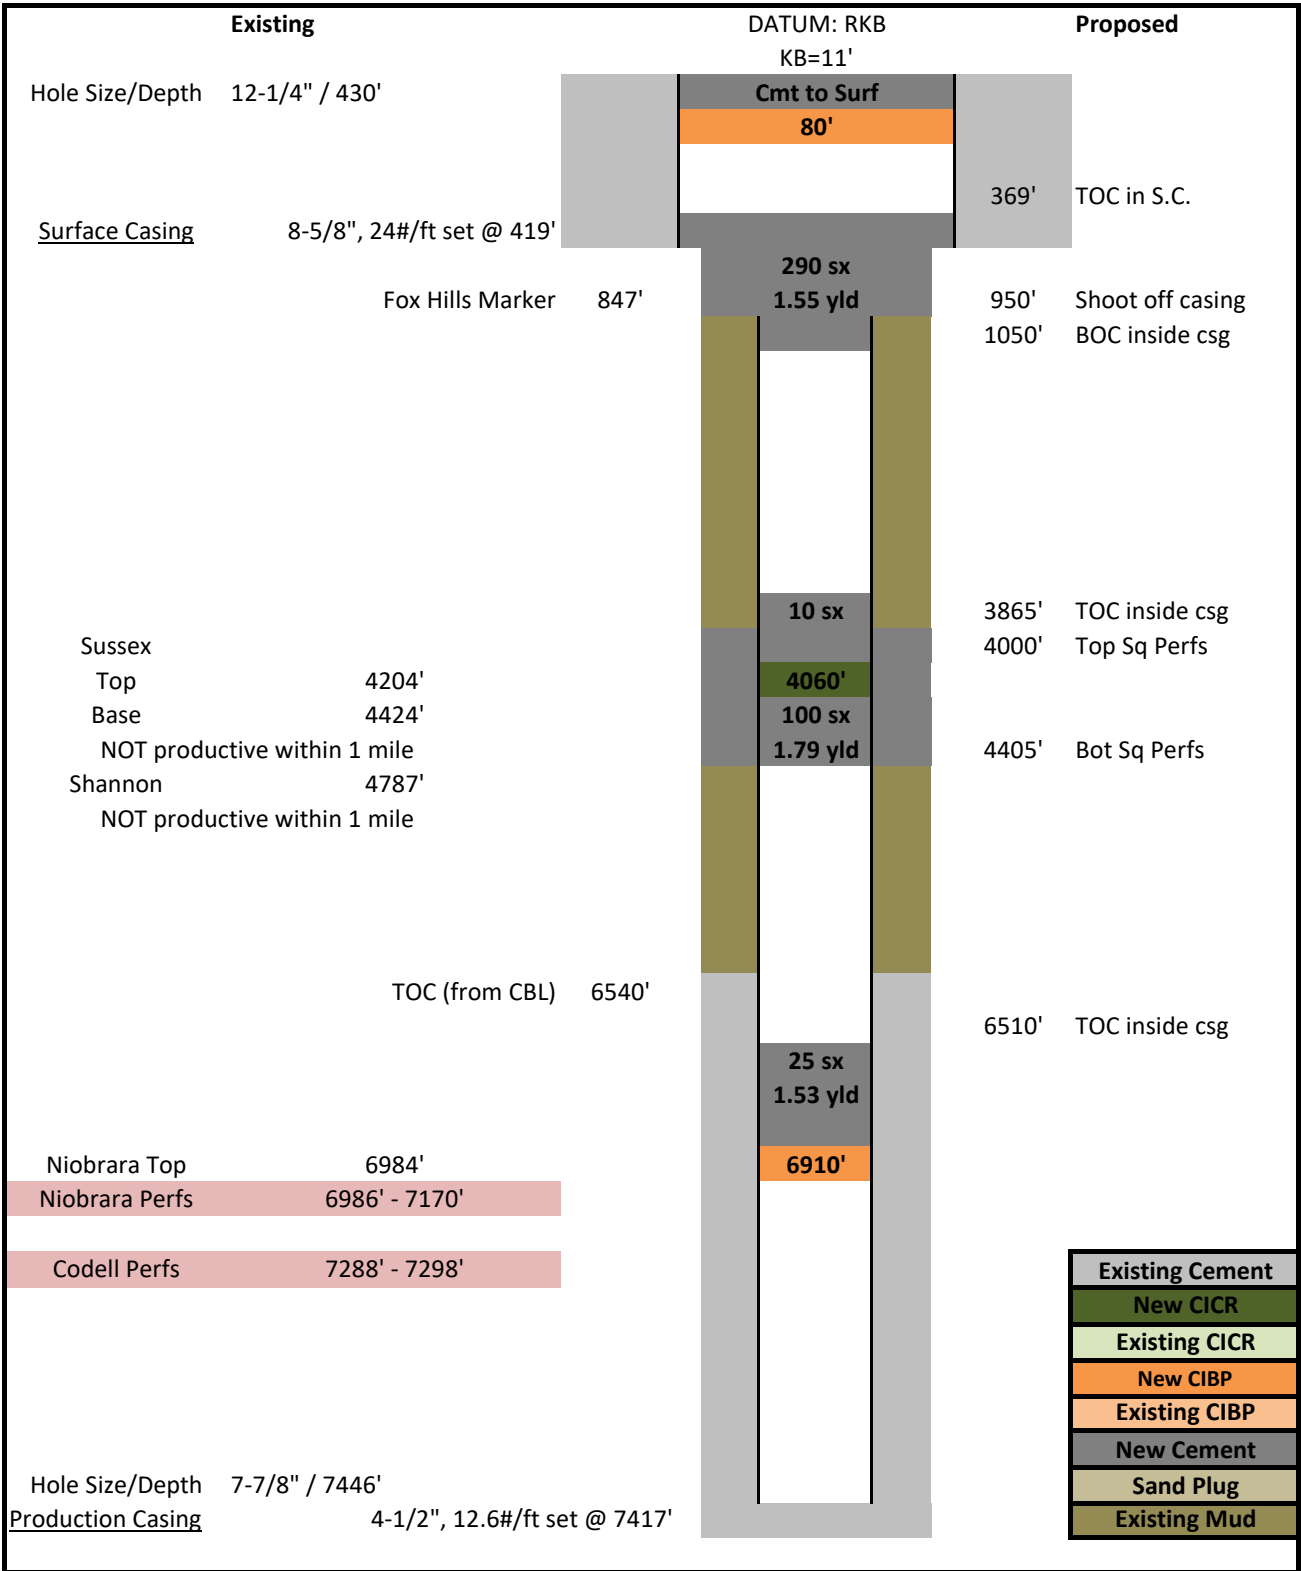 Existing DATUM: RKB Proposed
KB=11'
Hole Size/Depth 12-1/4" / 430' Cmt to Surf
80'
369' TOC in S.C.
Surface Casing 8-5/8", 24#/ft set @ 419'
290 sx
Fox Hills Marker 847' 1.55 yld 950' Shoot off casing
1050' BOC inside csg
10 sx 3865' TOC inside csg
Sussex 4000' Top Sq Perfs
Top 4204' 4060'
Base 4424' 100 sx
NOT productive within 1 mile 1.79 yld 4405' Bot Sq Perfs
Shannon 4787'
NOT productive within 1 mile
TOC (from CBL) 6540'
6510' TOC inside csg
25 sx
1.53 yld
Niobrara Top 6984' 6910'
Niobrara Perfs 6986' - 7170'
Codell Perfs 7288' - 7298' Existing Cement
New CICR
Existing CICR
New CIBP
Existing CIBP
New Cement
Hole Size/Depth 7-7/8" / 7446' Sand Plug
Production Casing 4-1/2", 12.6#/ft set @ 7417' Existing Mud